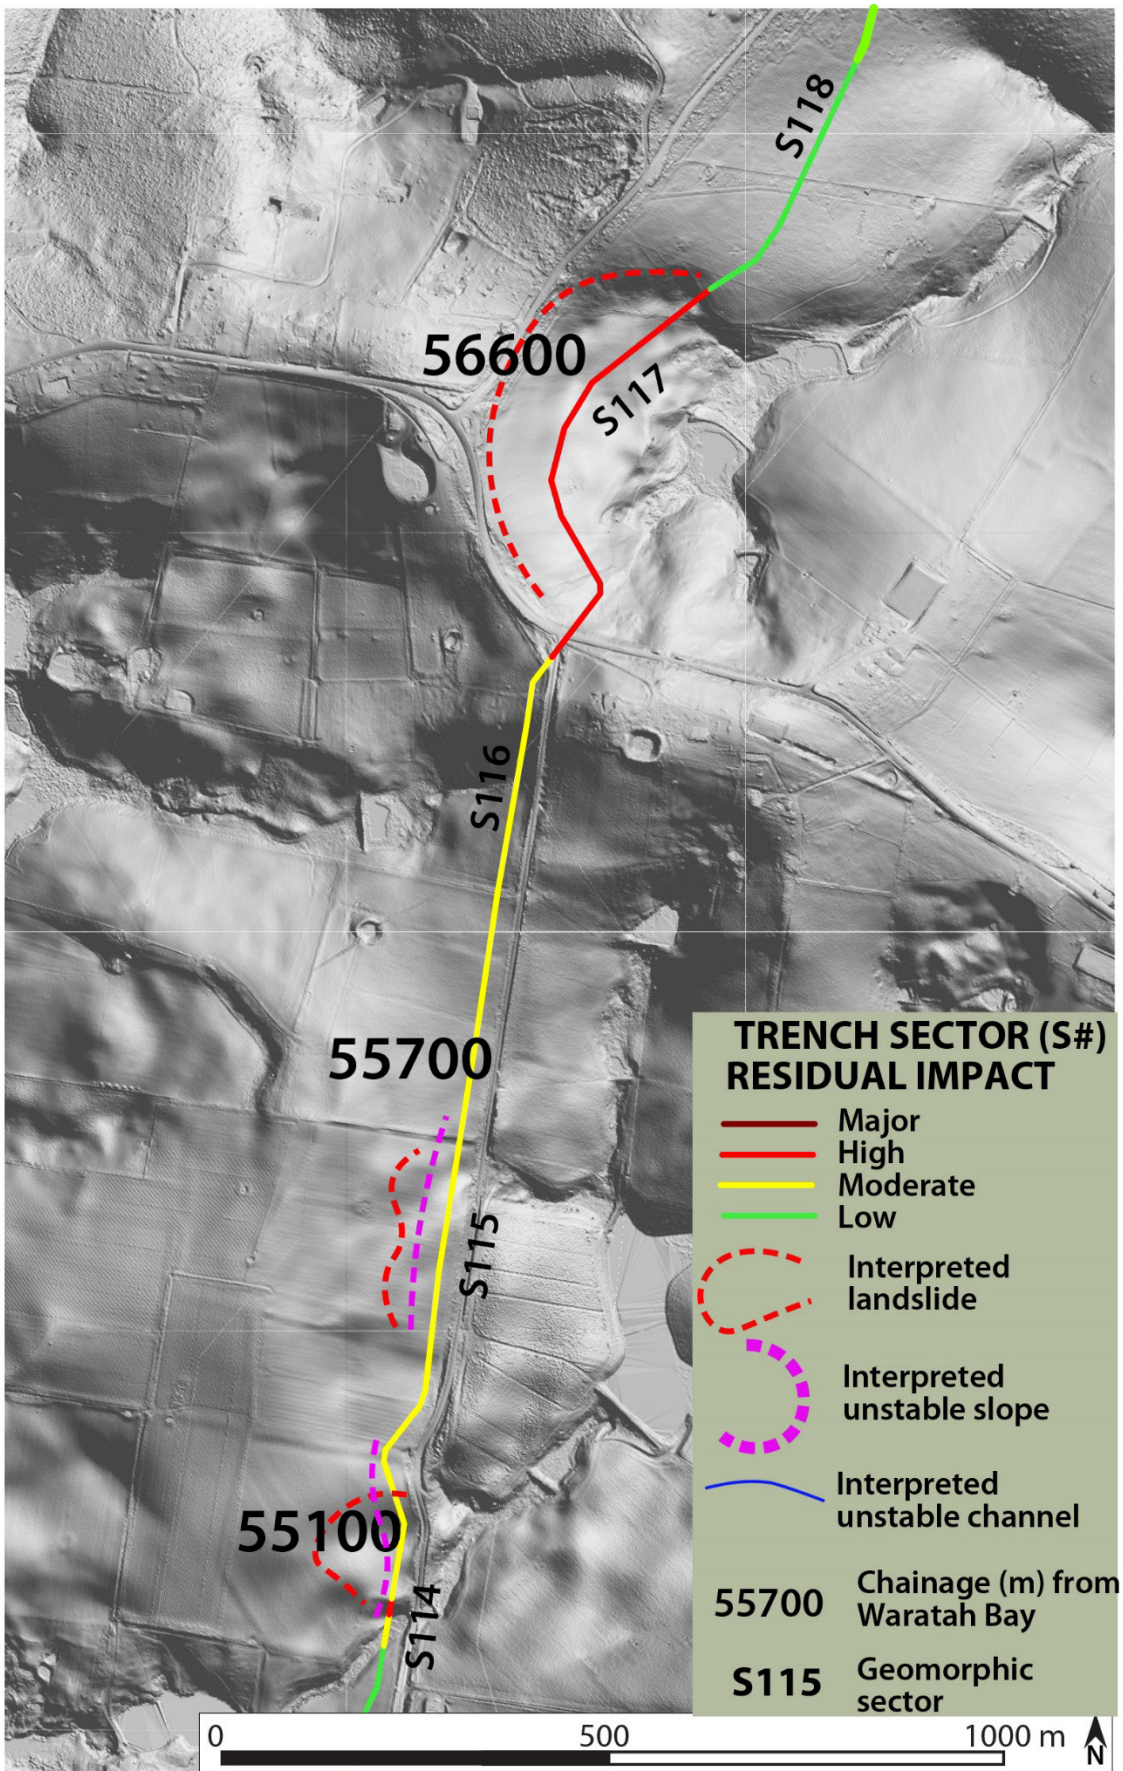 S118
56600
S117
S116
55700
S115
55100
S114
TRENCH SECTOR (S#)
RESIDUAL IMPACT
Major
High
Moderate
Low
Interpreted
landslide
Interpreted
unstable slope
Interpreted
unstable channel
55700 Chainage (m) from
Waratah Bay
S115 Geomorphic
sector
0 500 1000 m
N